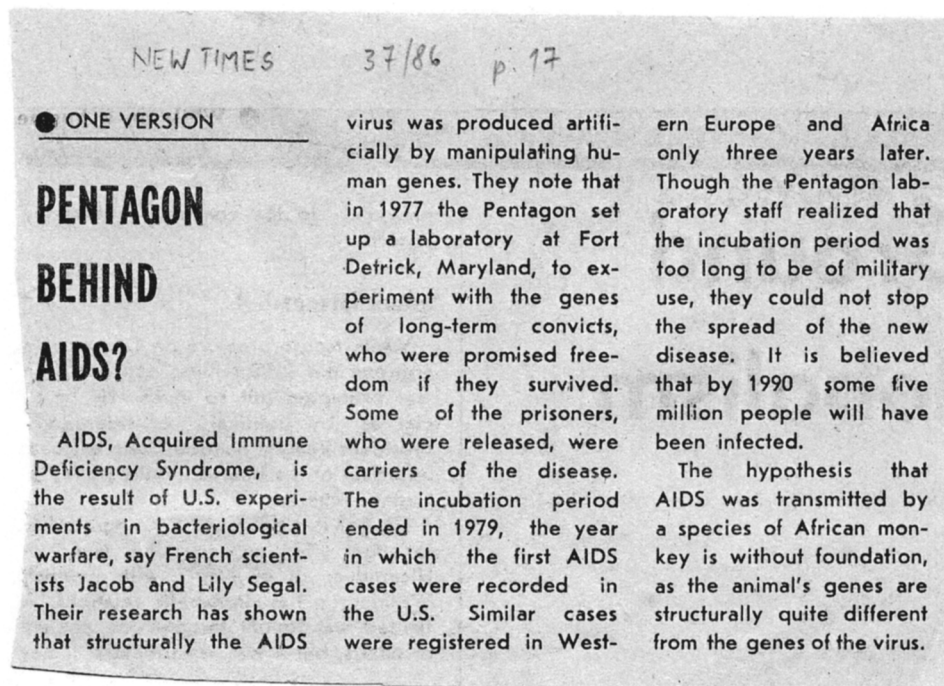 NEW TIMES 37/86 p. 17
● ONE VERSION
PENTAGON
BEHIND
AIDS?
AIDS, Acquired Immune
Deficiency Syndrome, is
the result of U.S. experi-
ments in bacteriological
warfare, say French scient-
ists Jacob and Lily Segal.
Their research has shown
that structurally the AIDS
virus was produced artifi-
cially by manipulating hu-
man genes. They note that
in 1977 the Pentagon set
up a laboratory at Fort
Detrick, Maryland, to ex-
periment with the genes
of long-term convicts,
who were promised free-
dom if they survived.
Some of the prisoners,
who were released, were
carriers of the disease.
The incubation period
ended in 1979, the year
in which the first AIDS
cases were recorded in
the U.S. Similar cases
were registered in West-
ern Europe and Africa
only three years later.
Though the Pentagon lab-
oratory staff realized that
the incubation period was
too long to be of military
use, they could not stop
the spread of the new
disease. It is believed
that by 1990 some five
million people will have
been infected.
The hypothesis that
AIDS was transmitted by
a species of African mon-
key is without foundation,
as the animal's genes are
structurally quite different
from the genes of the virus.